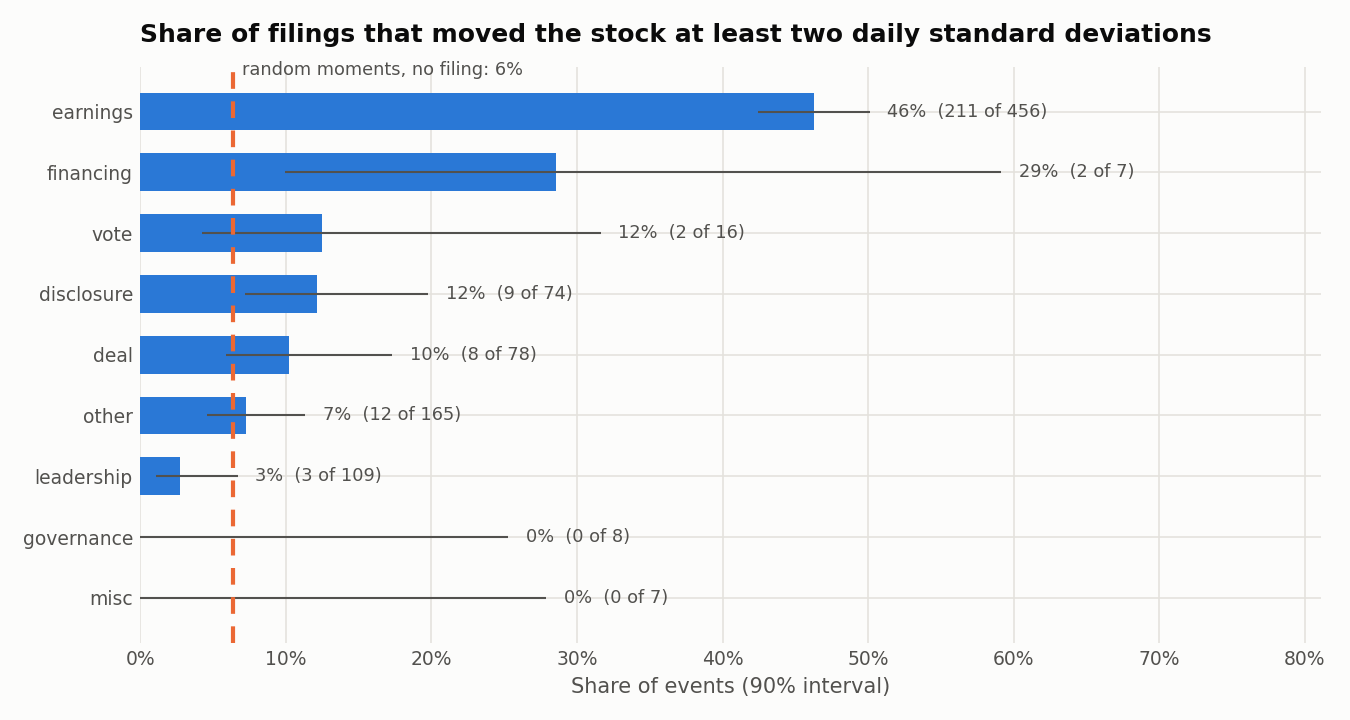 Share of filings that moved the stock at least two daily standard deviations
random moments, no filing: 6%
earnings 46% (211 of 456)
financing 29% (2 of 7)
vote 12% (2 of 16)
disclosure 12% (9 of 74)
deal 10% (8 of 78)
other 7% (12 of 165)
leadership 3% (3 of 109)
governance 0% (0 of 8)
misc 0% (0 of 7)
0% 10% 20% 30% 40% 50% 60% 70% 80%
Share of events (90% interval)